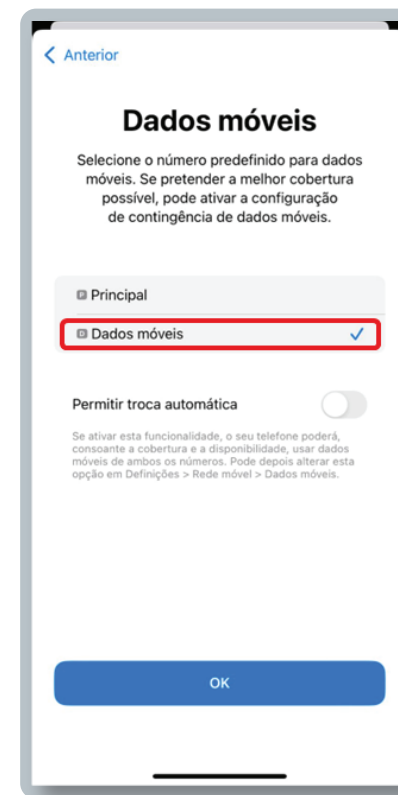 Anterior
Dados móveis
Selecione o número predefinido para dados
móveis. Se pretender a melhor cobertura
possível, pode ativar a configuração
de contingência de dados móveis.
P Principal
D Dados móveis
Permitir troca automática
Se ativar esta funcionalidade, o seu telefone poderá,
consoante a cobertura e a disponibilidade, usar dados
móveis de ambos os números. Pode depois alterar esta
opção em Definições > Rede móvel > Dados móveis.
OK